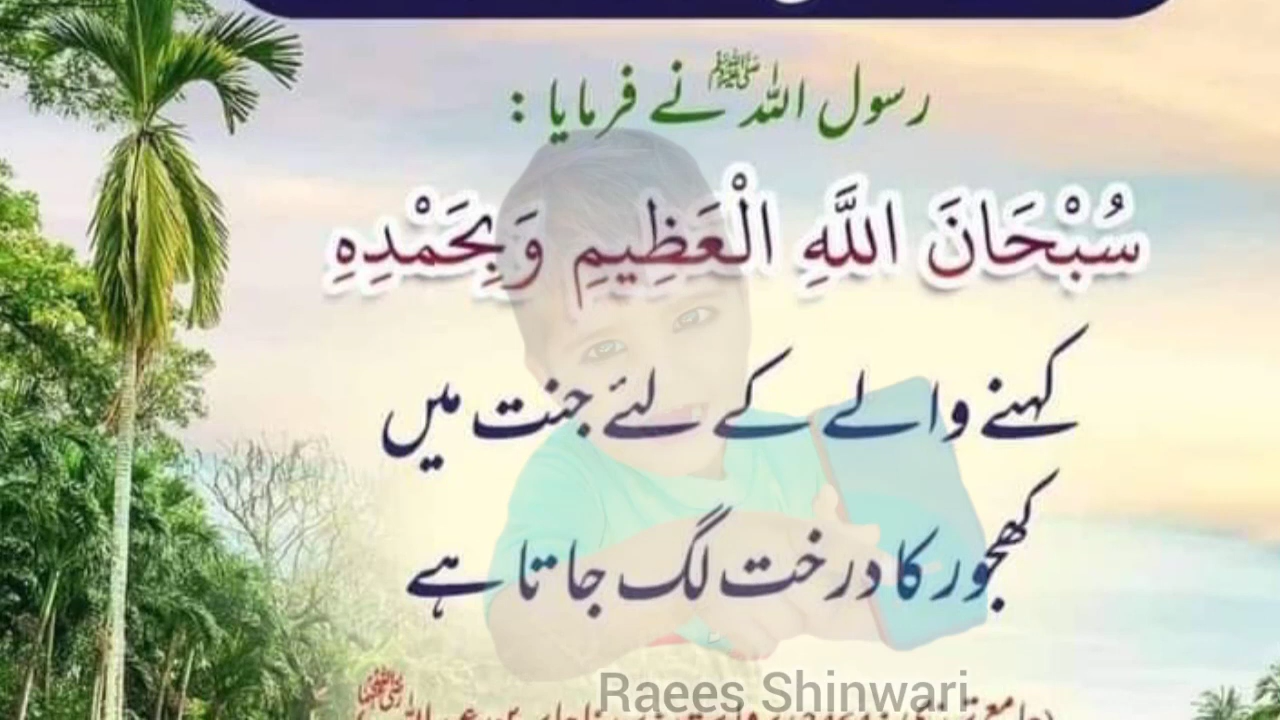 رسول اللہ ﷺ نے فرمایا :
سُبْحَانَ اللَّهِ الْعَظِيمِ وَبِحَمْدِهِ
کہنے والے کے لئے جنت میں
کھجور کا درخت لگ جاتا ہے
Raees Shinwari